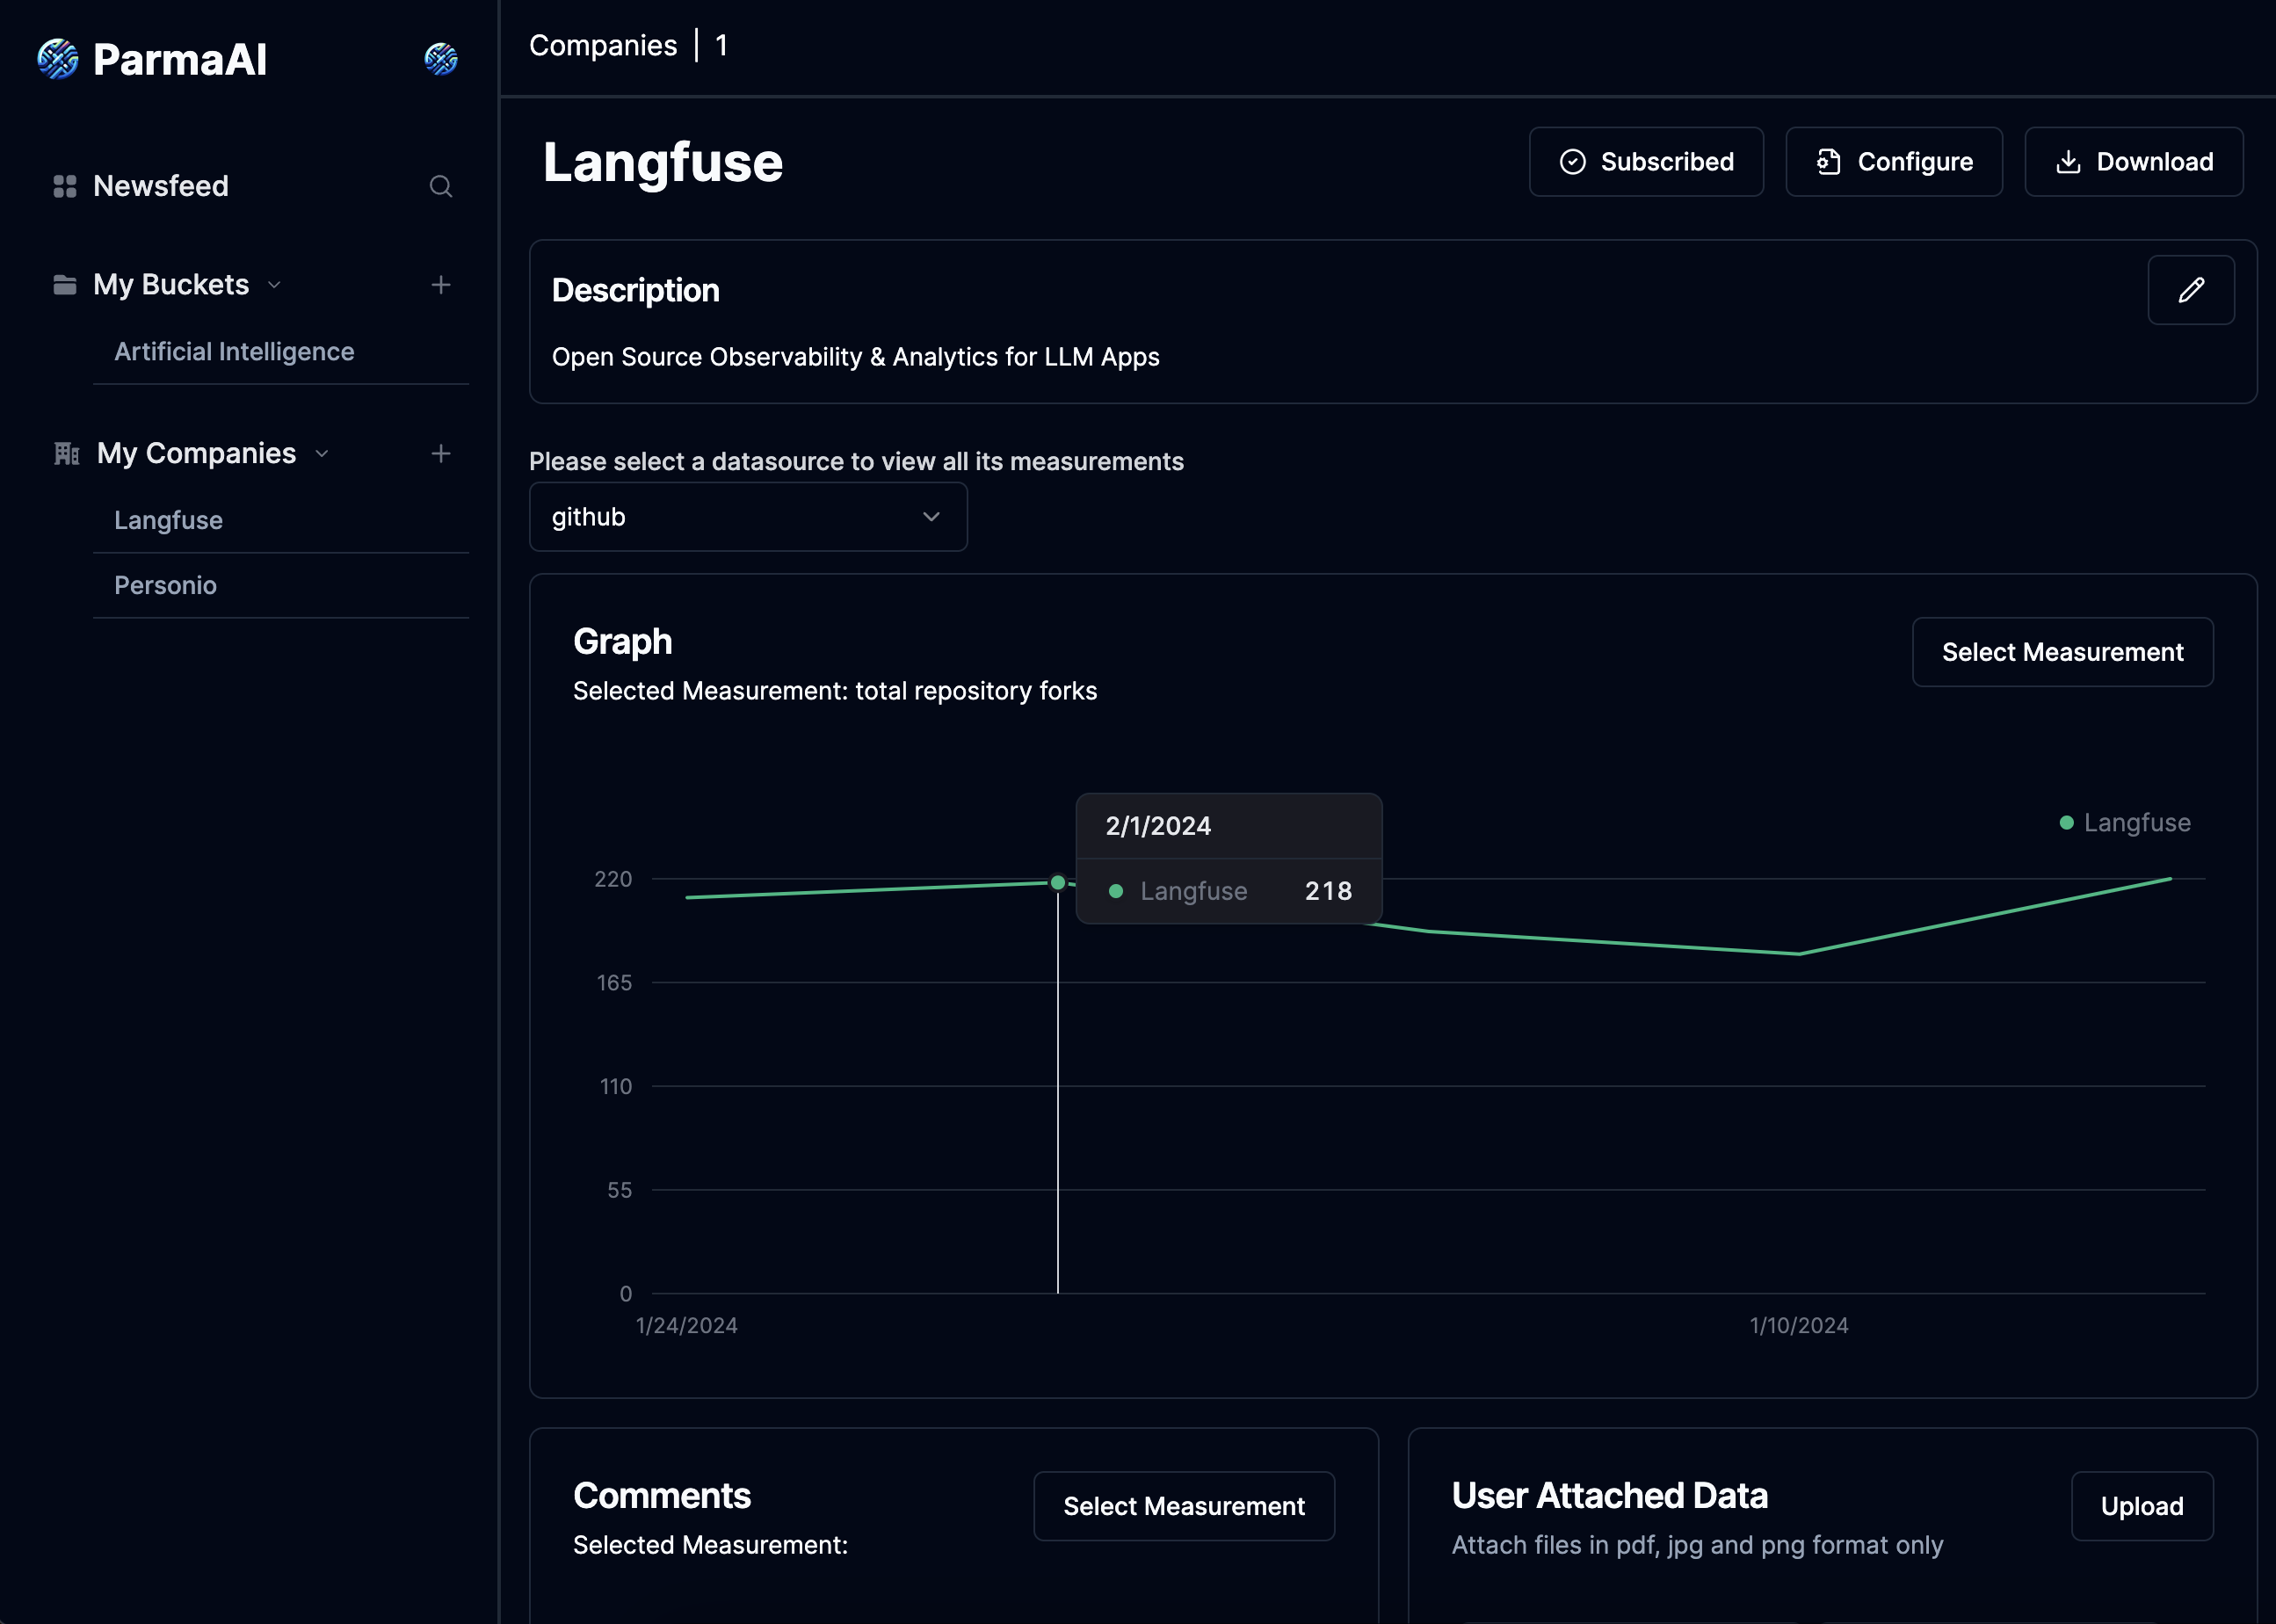 ParmaAI
Newsfeed
My Buckets
Artificial Intelligence
My Companies
Langfuse
Personio
Companies | 1
Langfuse
Subscribed
Configure
Download
Description
Open Source Observability & Analytics for LLM Apps
Please select a datasource to view all its measurements
github
Graph
Selected Measurement: total repository forks
Select Measurement
Langfuse
2/1/2024
Langfuse 218
220
165
110
55
0
1/24/2024
1/10/2024
Comments
Selected Measurement:
Select Measurement
User Attached Data
Attach files in pdf, jpg and png format only
Upload